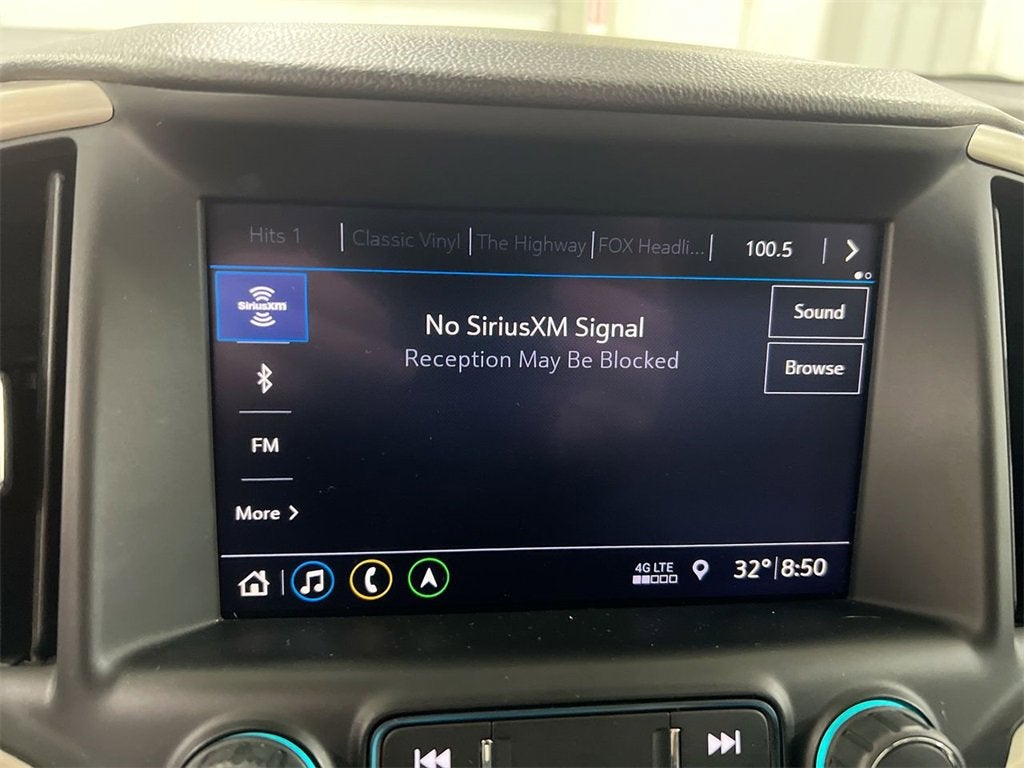 Hits 1 Classic Vinyl The Highway FOX Headli... 100.5
SiriusXM
No SiriusXM Signal
Reception May Be Blocked
Sound
Browse
FM
More
4G LTE
32° 8:50